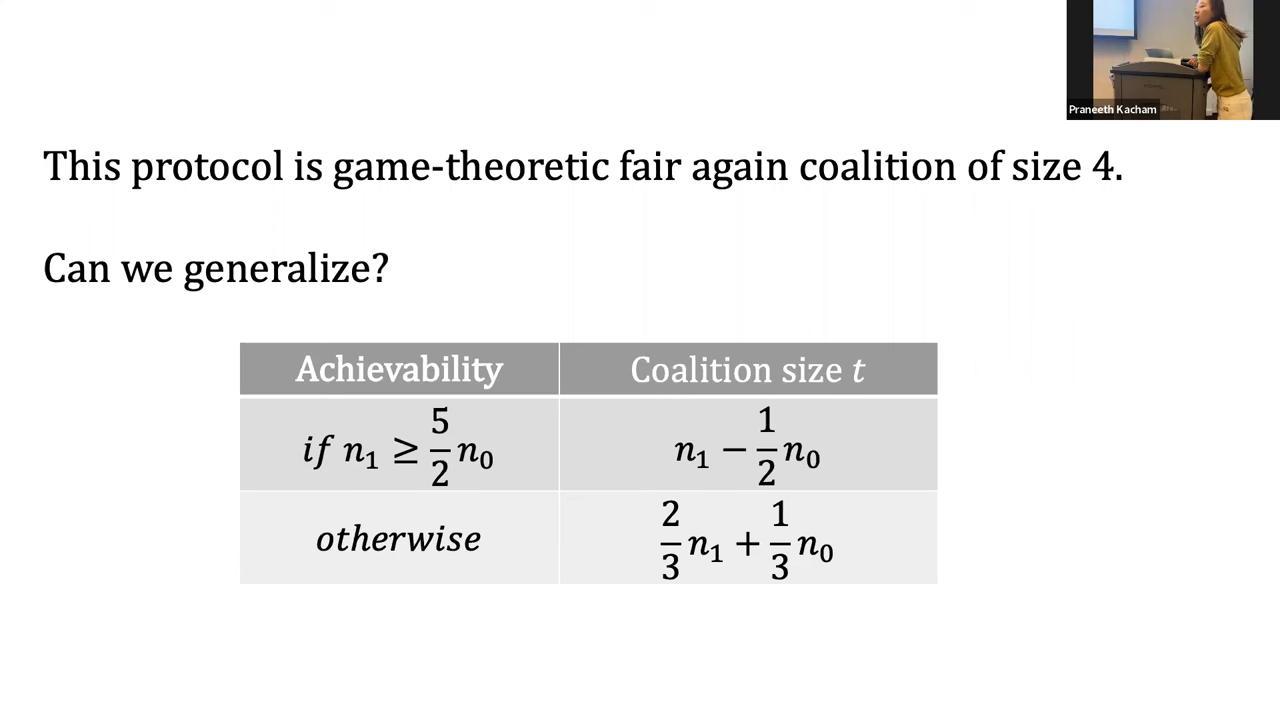 Praneeth Kacham
This protocol is game-theoretic fair again coalition of size 4.
Can we generalize?
Achievability Coalition size t
if n₁ ≥ 5/2 n₀ n₁ − 1/2 n₀
otherwise 2/3 n₁ + 1/3 n₀